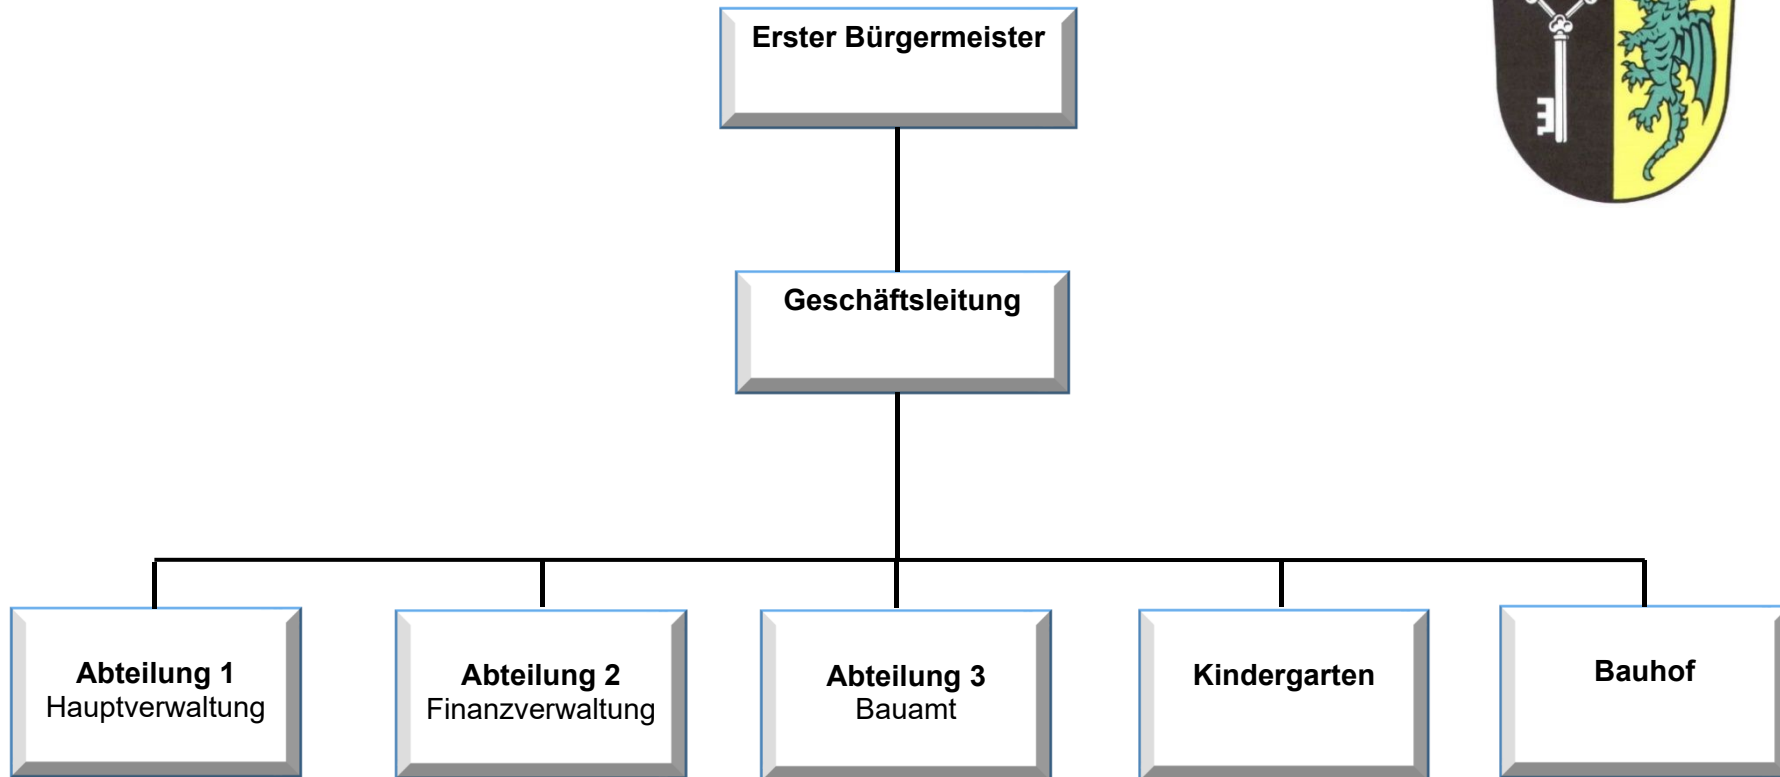 Erster Bürgermeister
Geschäftsleitung
Abteilung 1
Hauptverwaltung
Abteilung 2
Finanzverwaltung
Abteilung 3
Bauamt
Kindergarten
Bauhof